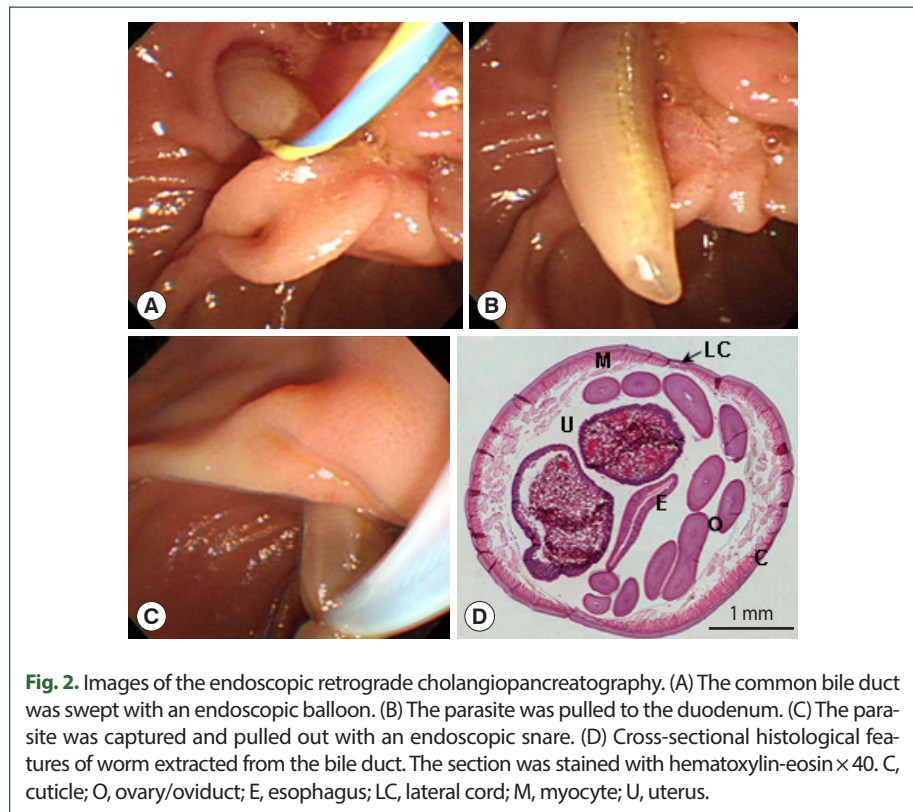 A
B
C
D
M
LC
U
E
O
C
1 mm
Fig. 2. Images of the endoscopic retrograde cholangiopancreatography. (A) The common bile duct
was swept with an endoscopic balloon. (B) The parasite was pulled to the duodenum. (C) The para-
site was captured and pulled out with an endoscopic snare. (D) Cross-sectional histological fea-
tures of worm extracted from the bile duct. The section was stained with hematoxylin-eosin × 40. C,
cuticle; O, ovary/oviduct; E, esophagus; LC, lateral cord; M, myocyte; U, uterus.